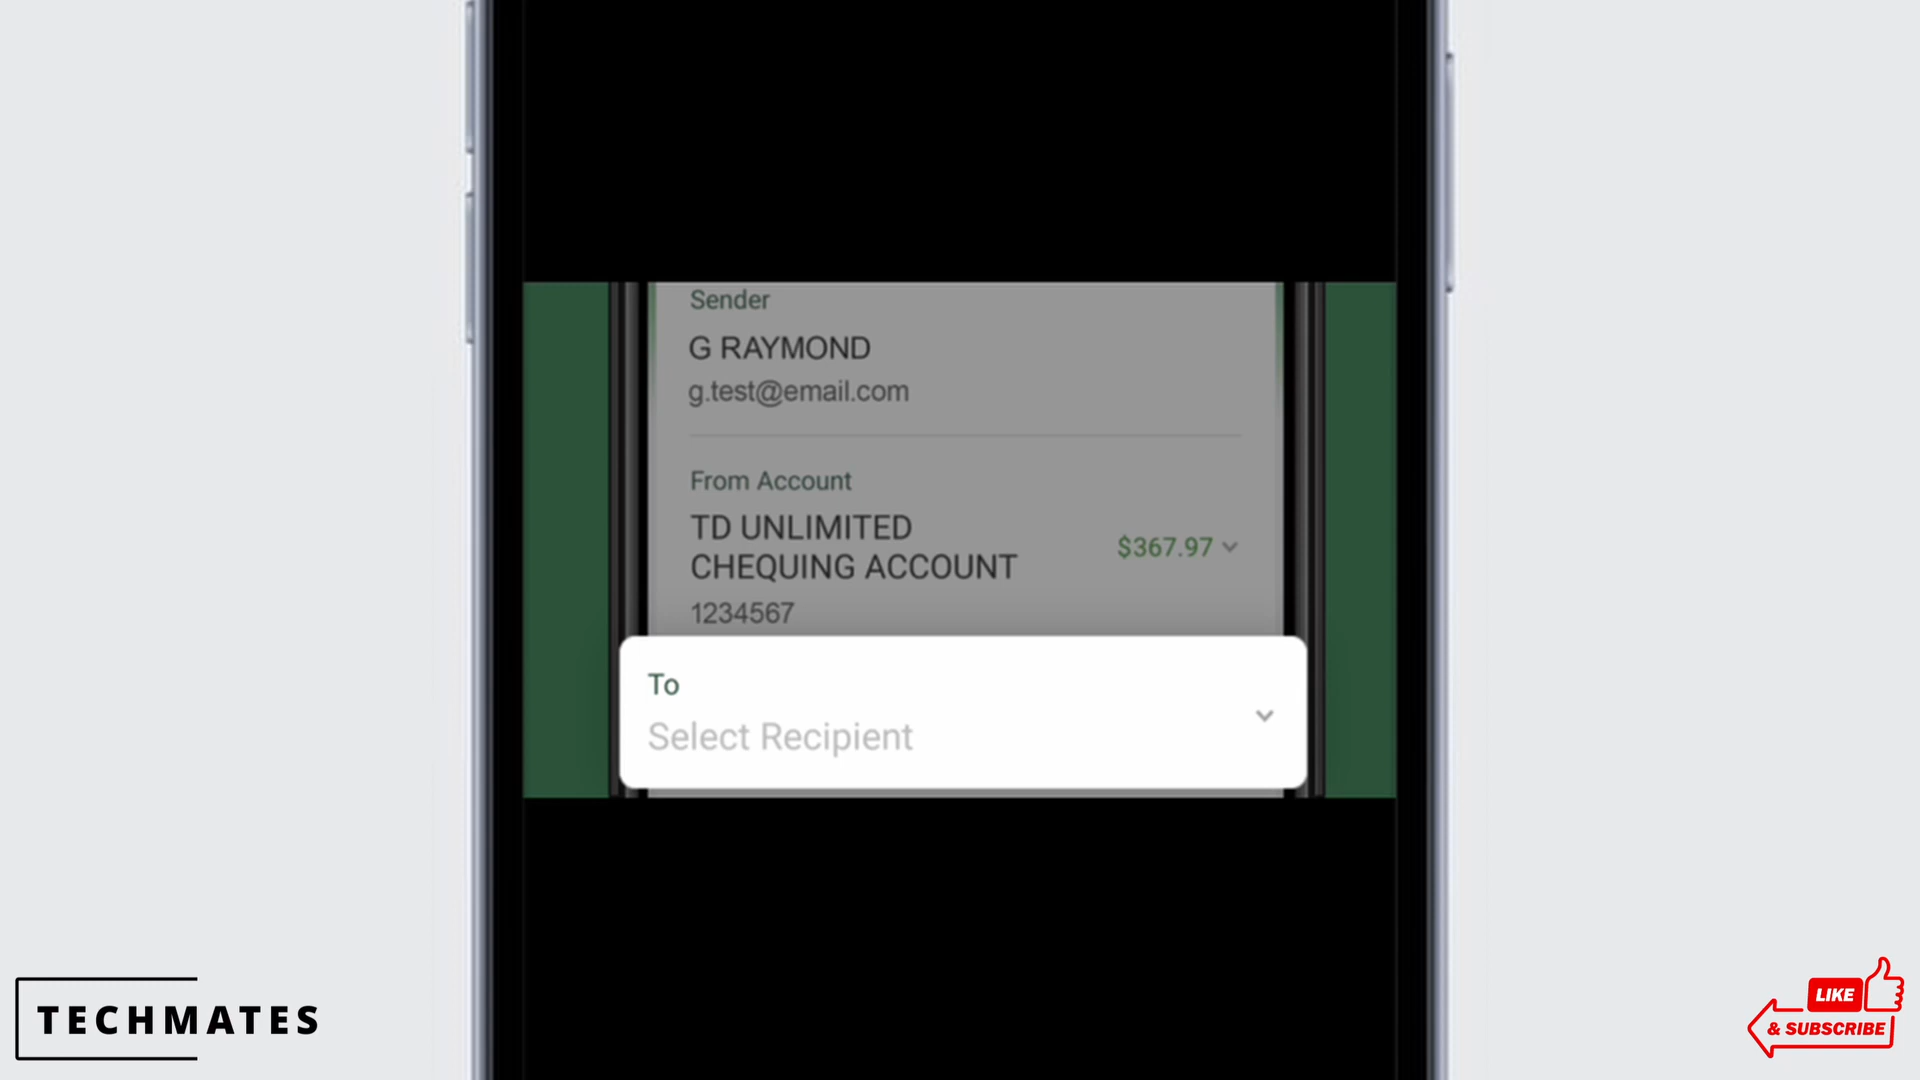 Sender
G RAYMOND
g.test@email.com
From Account
TD UNLIMITED
CHEQUING ACCOUNT
$367.97
1234567
To
Select Recipient
TECHMATES
LIKE
& SUBSCRIBE